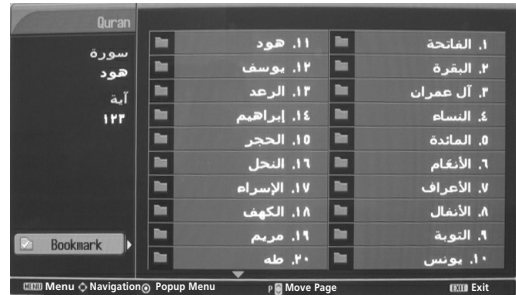 Quran
سورة
هود
آية
١٢٣
Bookmark
١. الفاتحة
٢. البقرة
٣. آل عمران
٤. النساء
٥. المائدة
٦. الأنعَام
٧. الأعراف
٨. الأنفال
٩. التوبة
١٠. يونس
١١. هود
١٢. يوسف
١٣. الرعد
١٤. إبراهيم
١٥. الحجر
١٦. النحل
١٧. الإسراء
١٨. الكهف
١٩. مريم
٢٠. طه
MENU Menu Navigation Popup Menu P Move Page EXIT Exit